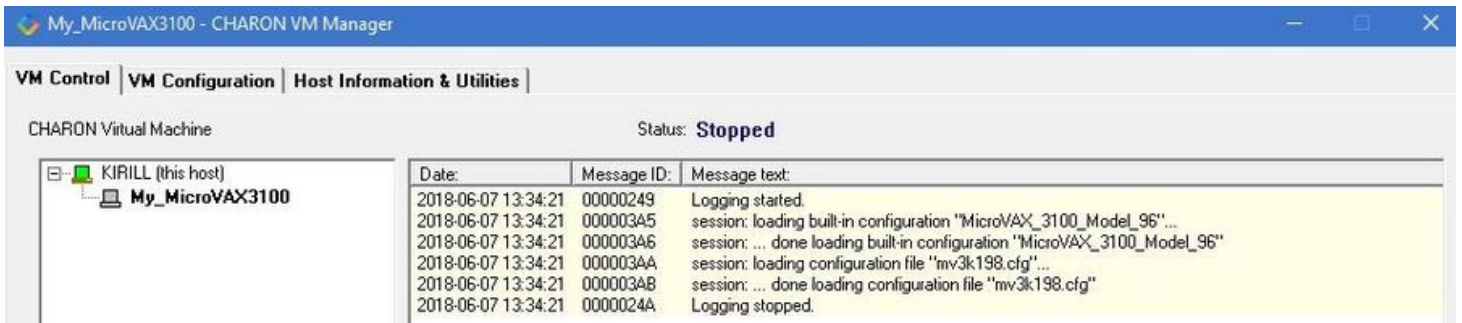 My_MicroVAX3100 - CHARON VM Manager
VM Control VM Configuration Host Information & Utilities
CHARON Virtual Machine Status: Stopped
KIRILL (this host)
My_MicroVAX3100
Date: Message ID: Message text:
2018-06-07 13:34:21 00000249 Logging started.
2018-06-07 13:34:21 000003A5 session: loading built-in configuration "MicroVAX_3100_Model_96"...
2018-06-07 13:34:21 000003A6 session: ... done loading built-in configuration "MicroVAX_3100_Model_96"
2018-06-07 13:34:21 000003AA session: loading configuration file "mv3k198.cfg"...
2018-06-07 13:34:21 000003AB session: ... done loading configuration file "mv3k198.cfg"
2018-06-07 13:34:21 0000024A Logging stopped.